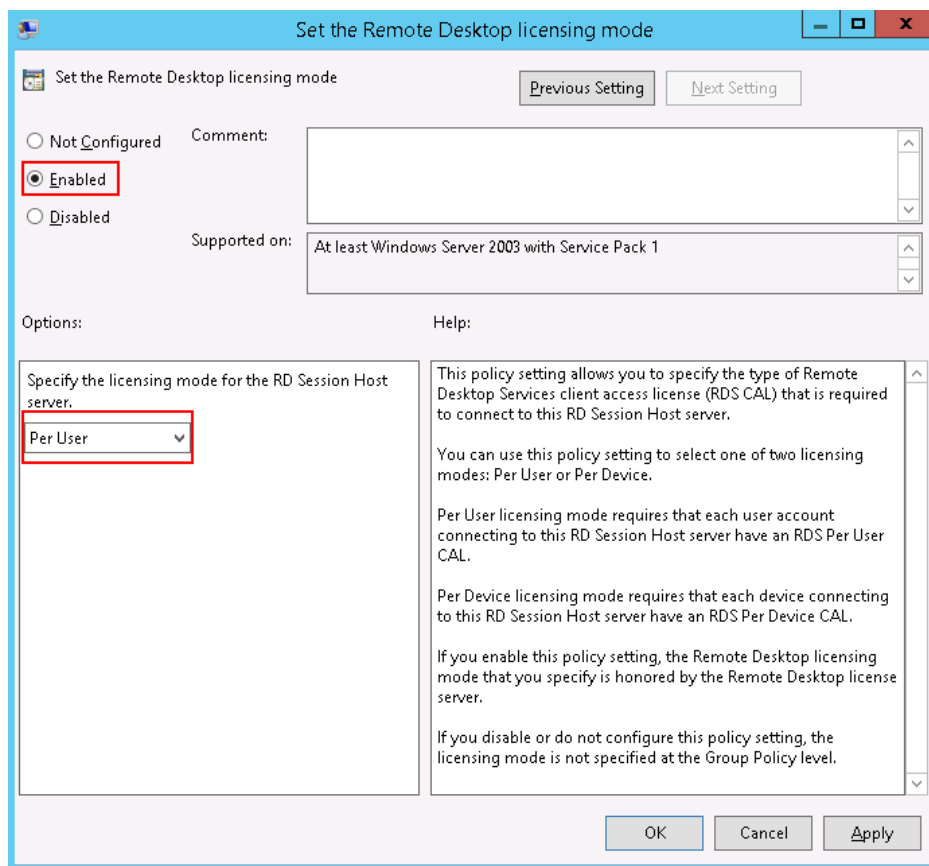 Set the Remote Desktop licensing mode
Set the Remote Desktop licensing mode
Previous Setting
Next Setting
Not Configured
Enabled
Disabled
Comment:
Supported on:
At least Windows Server 2003 with Service Pack 1
Options:
Help:
Specify the licensing mode for the RD Session Host
server.
Per User
This policy setting allows you to specify the type of Remote
Desktop Services client access license (RDS CAL) that is required
to connect to this RD Session Host server.
You can use this policy setting to select one of two licensing
modes: Per User or Per Device.
Per User licensing mode requires that each user account
connecting to this RD Session Host server have an RDS Per User
CAL.
Per Device licensing mode requires that each device connecting
to this RD Session Host server have an RDS Per Device CAL.
If you enable this policy setting, the Remote Desktop licensing
mode that you specify is honored by the Remote Desktop license
server.
If you disable or do not configure this policy setting, the
licensing mode is not specified at the Group Policy level.
OK
Cancel
Apply